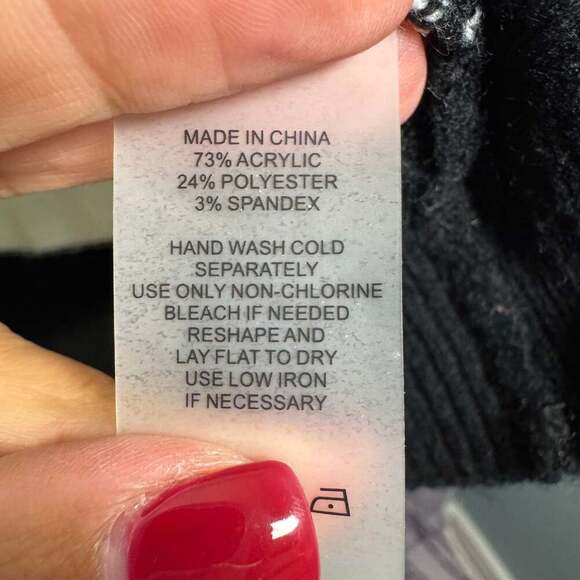 MADE IN CHINA
73% ACRYLIC
24% POLYESTER
3% SPANDEX
HAND WASH COLD
SEPARATELY
USE ONLY NON-CHLORINE
BLEACH IF NEEDED
RESHAPE AND
LAY FLAT TO DRY
USE LOW IRON
IF NECESSARY